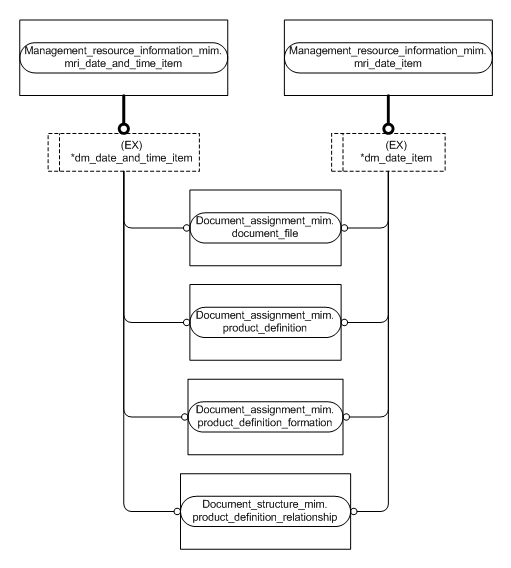 Management_resource_information_mim.
mri_date_and_time_item
Management_resource_information_mim.
mri_date_item
(EX)
*dm_date_and_time_item
(EX)
*dm_date_item
Document_assignment_mim.
document_file
Document_assignment_mim.
product_definition
Document_assignment_mim.
product_definition_formation
Document_structure_mim.
product_definition_relationship